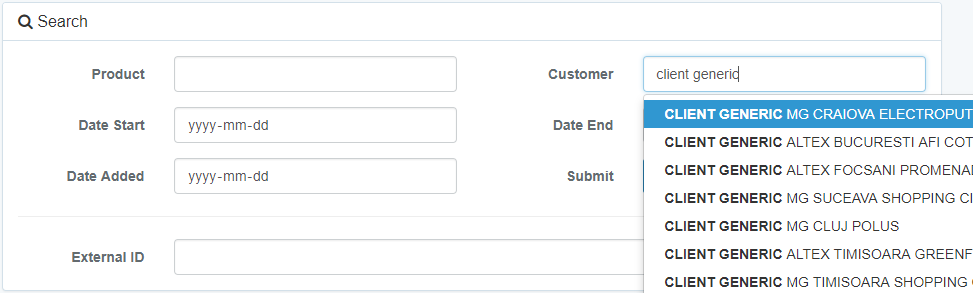 Search
Product
Customer client generic
Date Start yyyy-mm-dd
Date End
Date Added yyyy-mm-dd
Submit
External ID
CLIENT GENERIC MG CRAIOVA ELECTROPUT
CLIENT GENERIC ALTEX BUCURESTI AFI COT
CLIENT GENERIC ALTEX FOCSANI PROMENA
CLIENT GENERIC MG SUCEAVA SHOPPING
CLIENT GENERIC MG CLUJ POLUS
CLIENT GENERIC ALTEX TIMISOARA GREENF
CLIENT GENERIC MG TIMISOARA SHOPPING